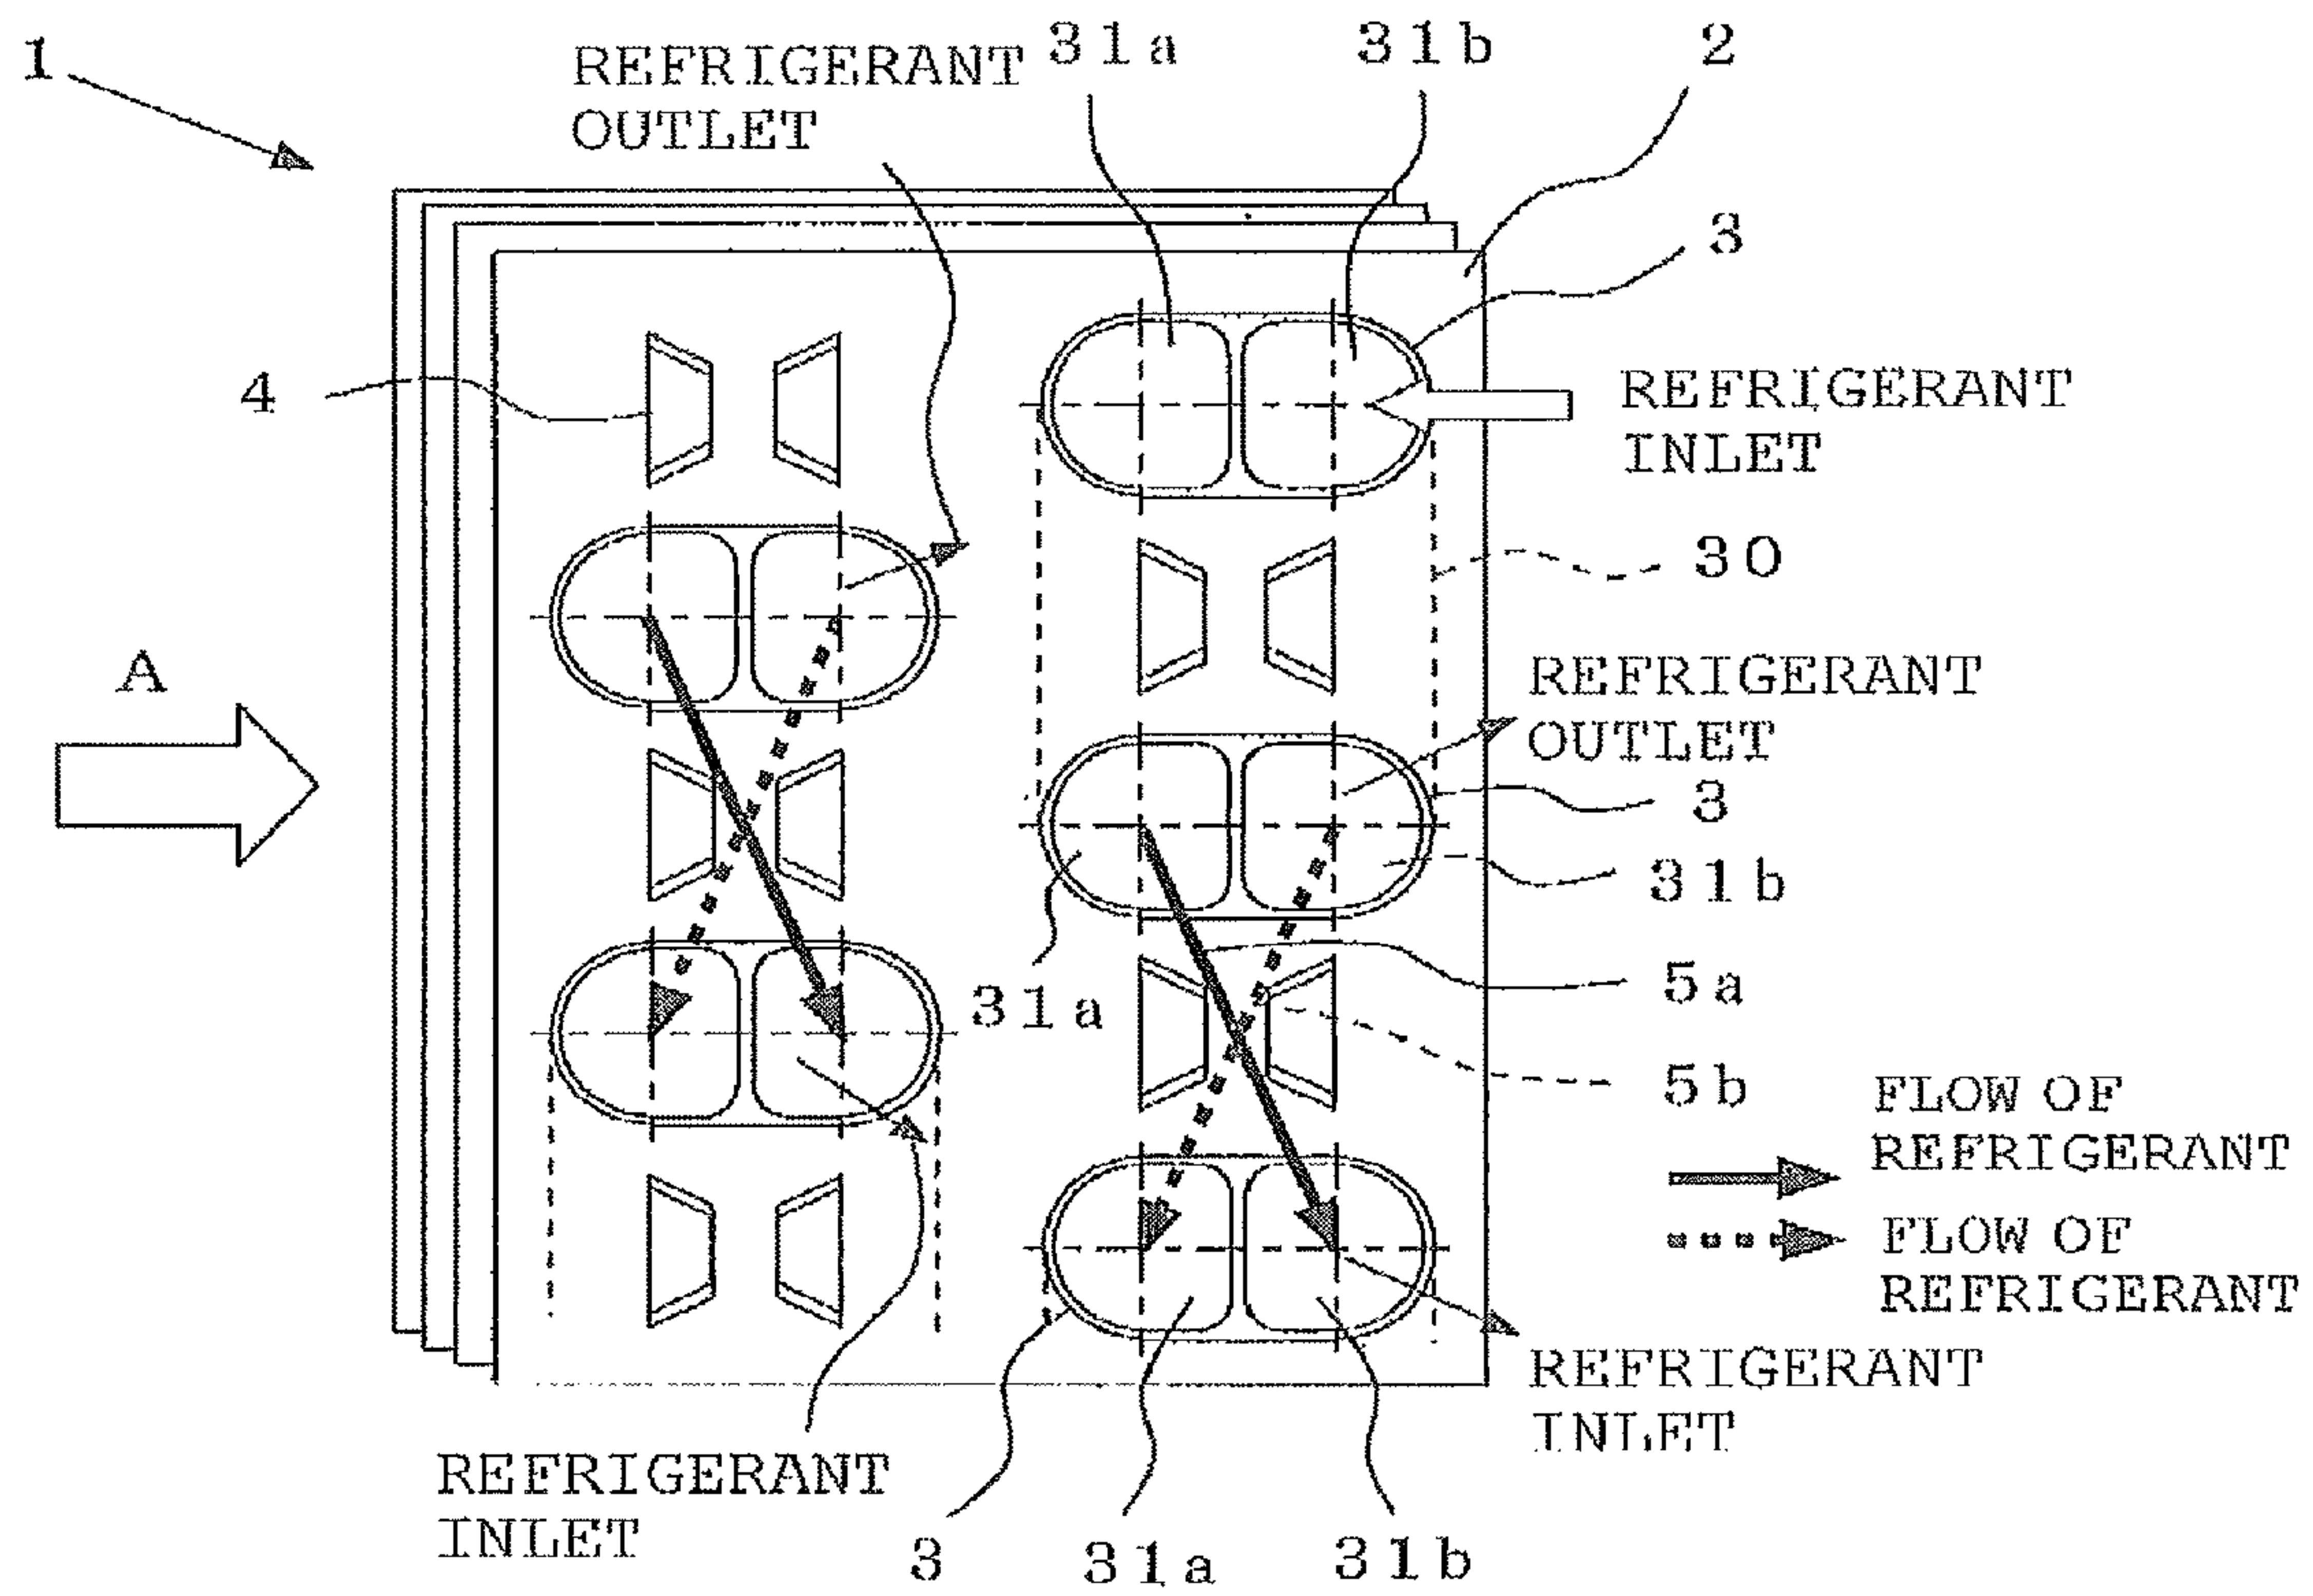 1
REFRIGERANT
OUTLET
31a
31b
2
3
4
REFRIGERANT
INLET
30
A
REFRIGERANT
OUTLET
3
31b
31a
5a
5b
FLOW OF
REFRIGERANT
FLOW OF
REFRIGERANT
REFRIGERANT
INLET
REFRIGERANT
INLET
3
31a
31b